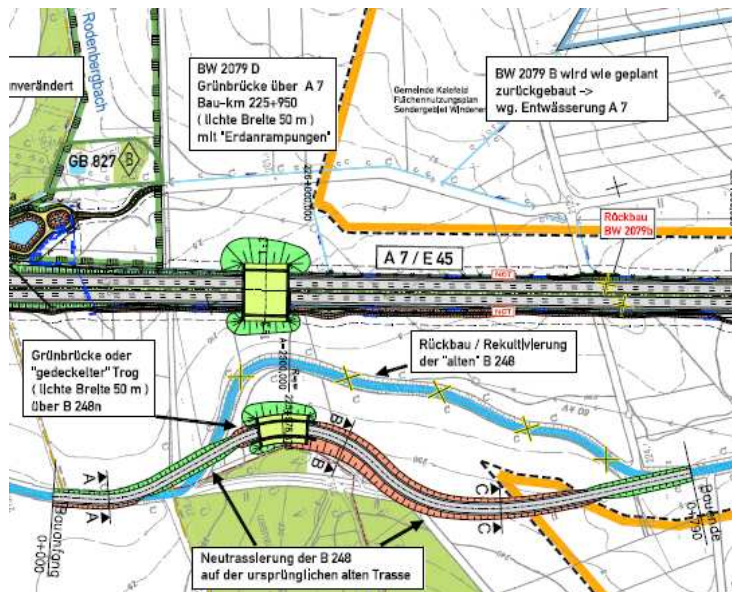 Rodenbergbach
unverändert
BW 2079 D
Grünbrücke über A 7
Bau-km 225+950
( lichte Breite 50 m )
mit "Erdanrampungen"
Gemeinde Kalefeld
Flächennutzungsplan
BW 2079 B wird wie geplant
zurückgebaut ->
wg. Entwässerung A 7
GB 827
B
Rückbau
BW 2079b
A 7 / E 45
Grünbrücke oder
"gedeckelter" Trog
( lichte Breite 50 m )
über B 248n
Rückbau / Rekultivierung
der "alten" B 248
A
A
B
B
C
C
Bauanfang
0+000
Bauende
0+790
Neutrassierung der B 248
auf der ursprünglichen alten Trasse